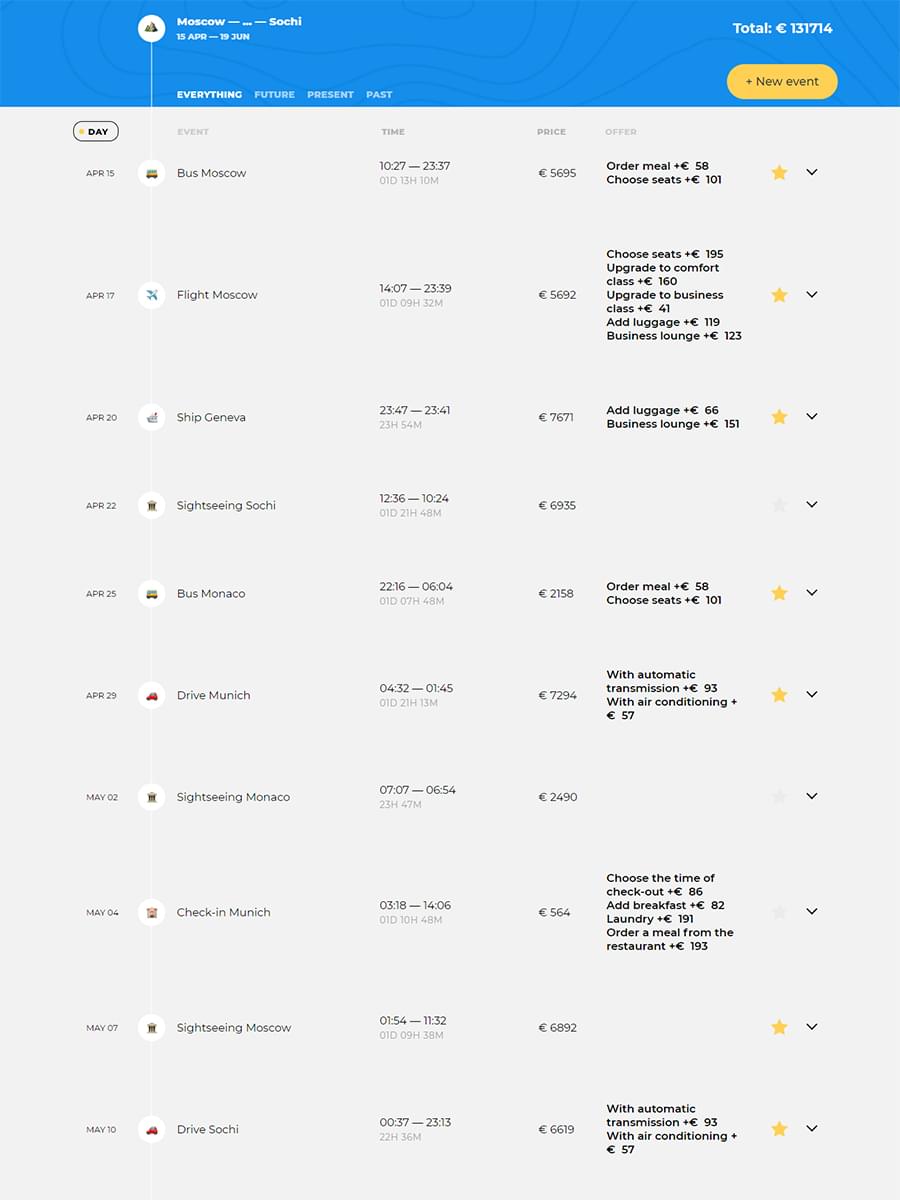 Moscow — ... — Sochi
15 APR — 19 JUN
Total: € 131714
+ New event
EVERYTHING FUTURE PRESENT PAST
DAY EVENT TIME PRICE OFFER
APR 15 Bus Moscow 10:27 — 23:37 € 5695 Order meal +€ 58
01D 13H 10M Choose seats +€ 101
Choose seats +€ 195
Upgrade to comfort
class +€ 160
APR 17 Flight Moscow 14:07 — 23:39 € 5692 Upgrade to business
01D 09H 32M class +€ 41
Add luggage +€ 119
Business lounge +€ 123
APR 20 Ship Geneva 23:47 — 23:41 € 7671 Add luggage +€ 66
23H 54M Business lounge +€ 151
APR 22 Sightseeing Sochi 12:36 — 10:24 € 6935
01D 21H 48M
APR 25 Bus Monaco 22:16 — 06:04 € 2158 Order meal +€ 58
01D 07H 48M Choose seats +€ 101
With automatic
APR 29 Drive Munich 04:32 — 01:45 € 7294 transmission +€ 93
01D 21H 13M With air conditioning +
€ 57
MAY 02 Sightseeing Monaco 07:07 — 06:54 € 2490
23H 47M
Choose the time of
check-out +€ 86
MAY 04 Check-in Munich 03:18 — 14:06 € 564 Add breakfast +€ 82
01D 10H 48M Laundry +€ 191
Order a meal from the
restaurant +€ 193
MAY 07 Sightseeing Moscow 01:54 — 11:32 € 6892
01D 09H 38M
With automatic
MAY 10 Drive Sochi 00:37 — 23:13 € 6619 transmission +€ 93
22H 36M With air conditioning +
€ 57